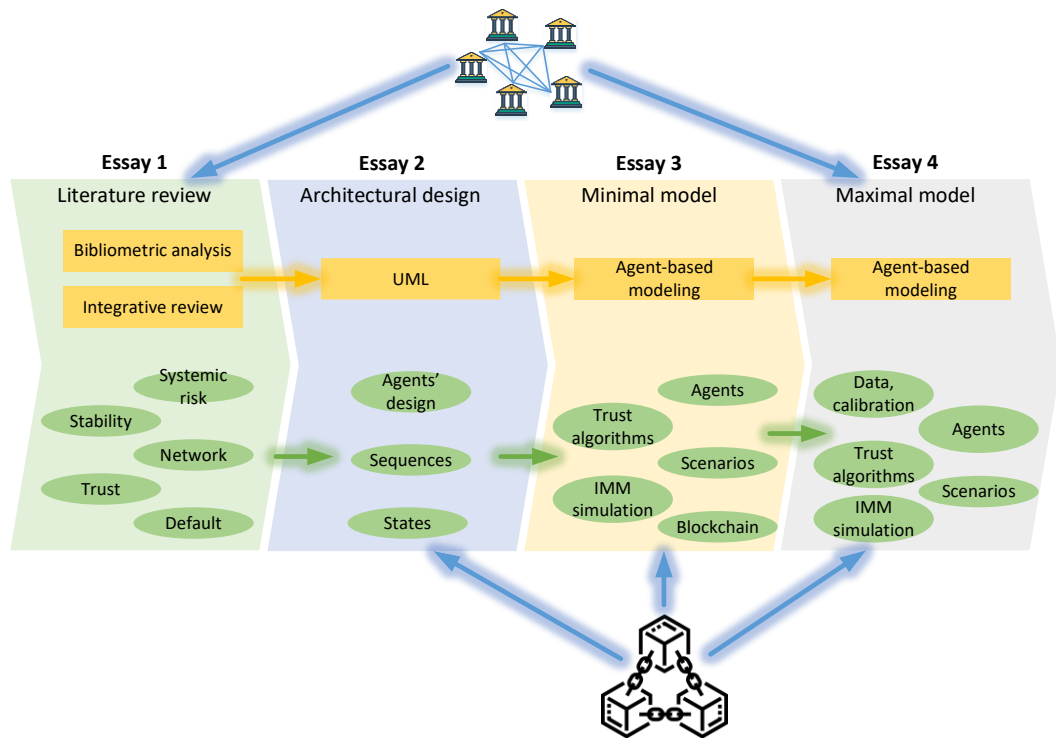 Essay 1
Essay 2
Essay 3
Essay 4
Literature review
Architectural design
Minimal model
Maximal model
Bibliometric analysis
Integrative review
UML
Agent-based
modeling
Agent-based
modeling
Systemic
risk
Stability
Network
Trust
Default
Agents’
design
Sequences
States
Agents
Trust
algorithms
Scenarios
IMM
simulation
Blockchain
Data,
calibration
Agents
Trust
algorithms
Scenarios
IMM
simulation